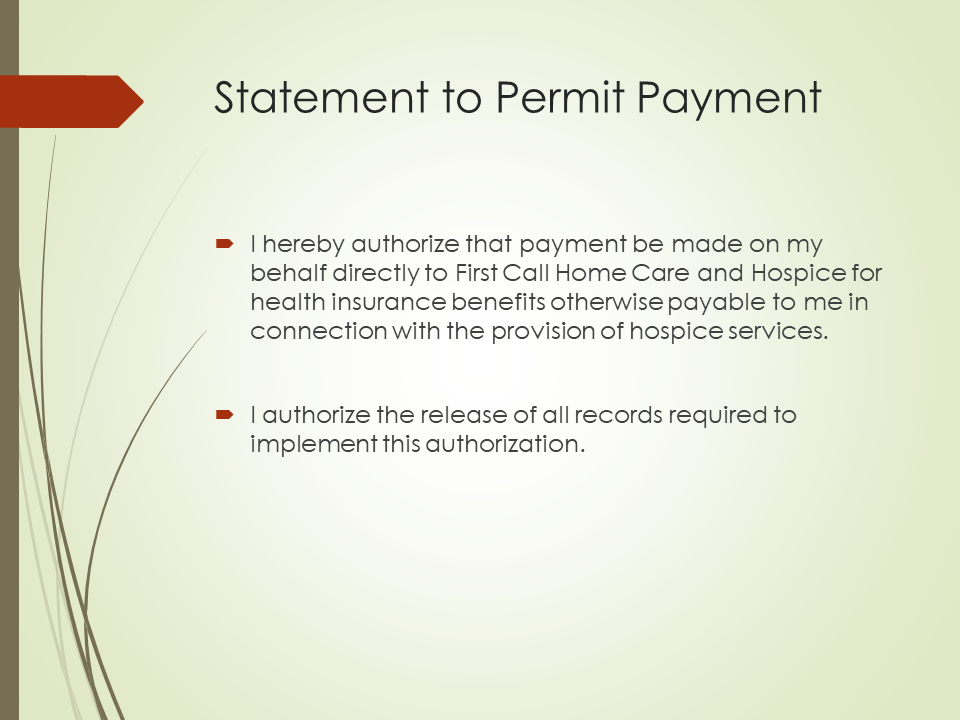 Statement to Permit Payment
I hereby authorize that payment be made on my
behalf directly to First Call Home Care and Hospice for
health insurance benefits otherwise payable to me in
connection with the provision of hospice services.
I authorize the release of all records required to
implement this authorization.